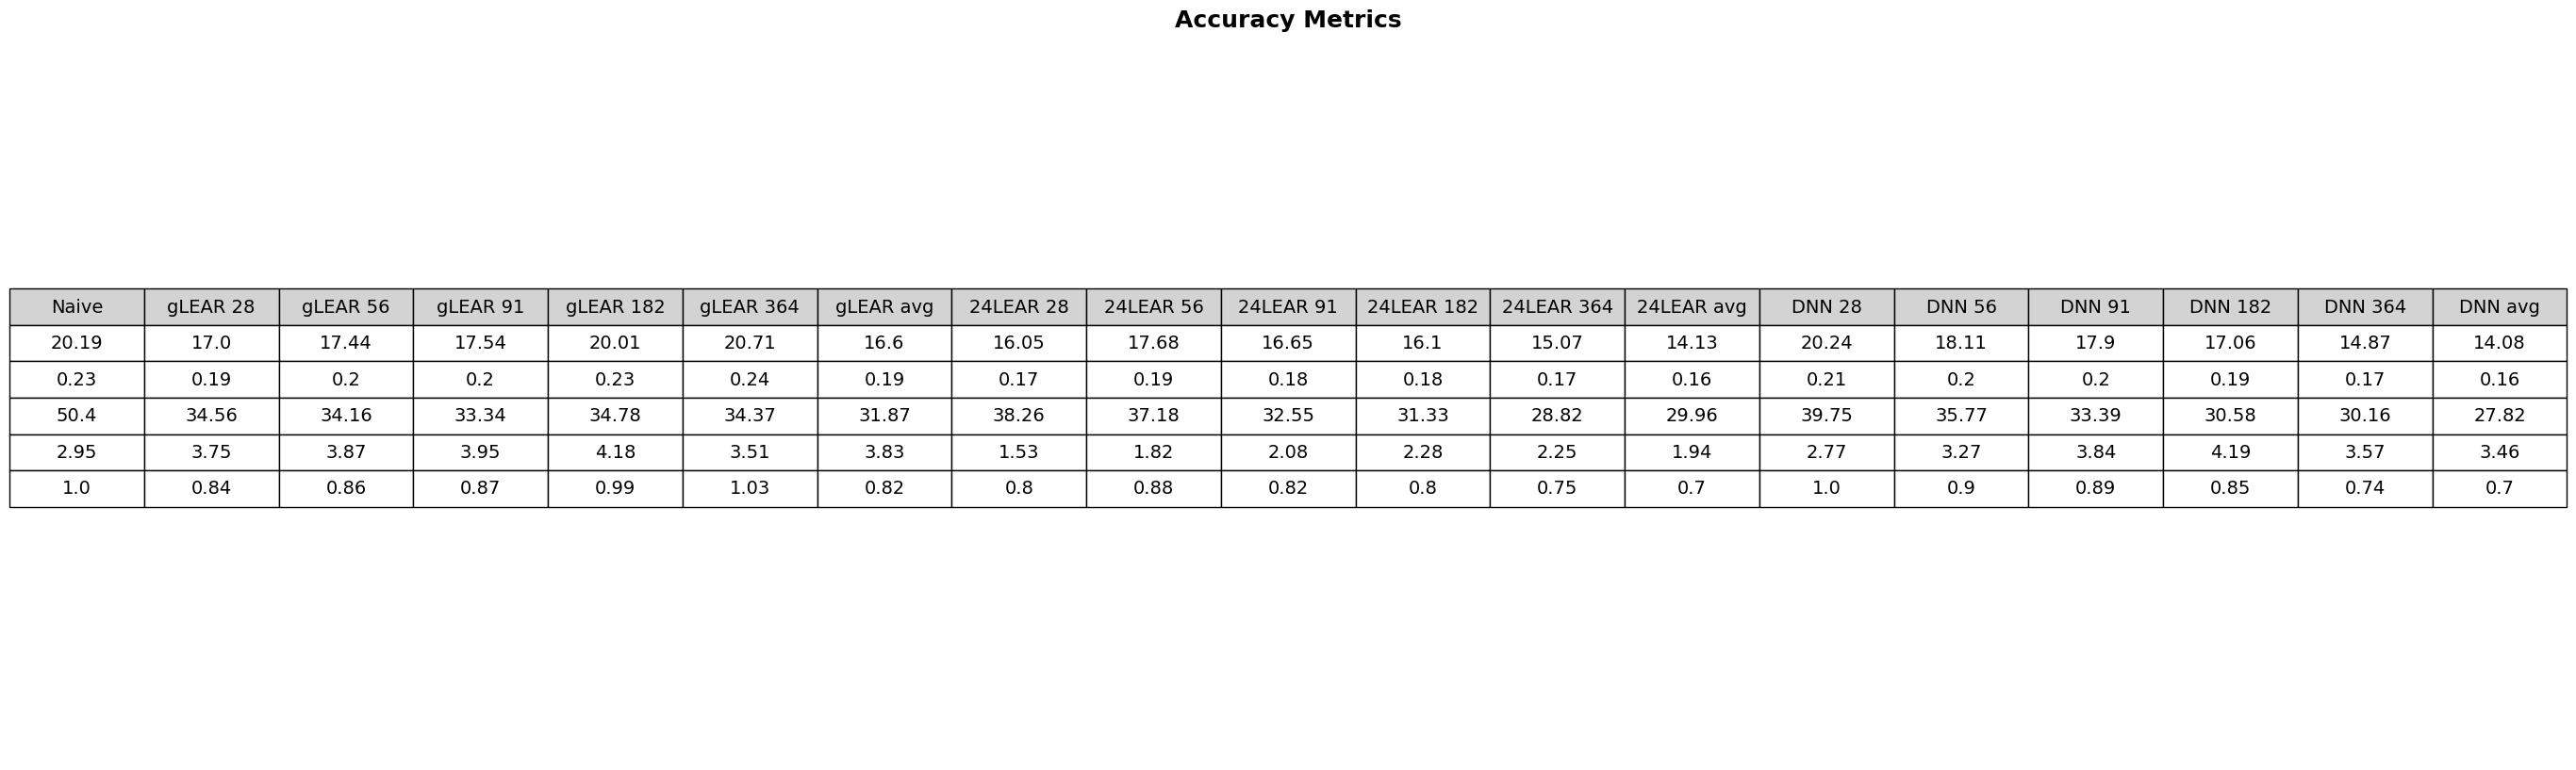 Accuracy Metrics
Naive gLEAR 28 gLEAR 56 gLEAR 91 gLEAR 182 gLEAR 364 gLEAR avg 24LEAR 28 24LEAR 56 24LEAR 91 24LEAR 182 24LEAR 364 24LEAR avg DNN 28 DNN 56 DNN 91 DNN 182 DNN 364 DNN avg
20.19 17.0 17.44 17.54 20.01 20.71 16.6 16.05 17.68 16.65 16.1 15.07 14.13 20.24 18.11 17.9 17.06 14.87 14.08
0.23 0.19 0.2 0.2 0.23 0.24 0.19 0.17 0.19 0.18 0.18 0.17 0.16 0.21 0.2 0.2 0.19 0.17 0.16
50.4 34.56 34.16 33.34 34.78 34.37 31.87 38.26 37.18 32.55 31.33 28.82 29.96 39.75 35.77 33.39 30.58 30.16 27.82
2.95 3.75 3.87 3.95 4.18 3.51 3.83 1.53 1.82 2.08 2.28 2.25 1.94 2.77 3.27 3.84 4.19 3.57 3.46
1.0 0.84 0.86 0.87 0.99 1.03 0.82 0.8 0.88 0.82 0.8 0.75 0.7 1.0 0.9 0.89 0.85 0.74 0.7